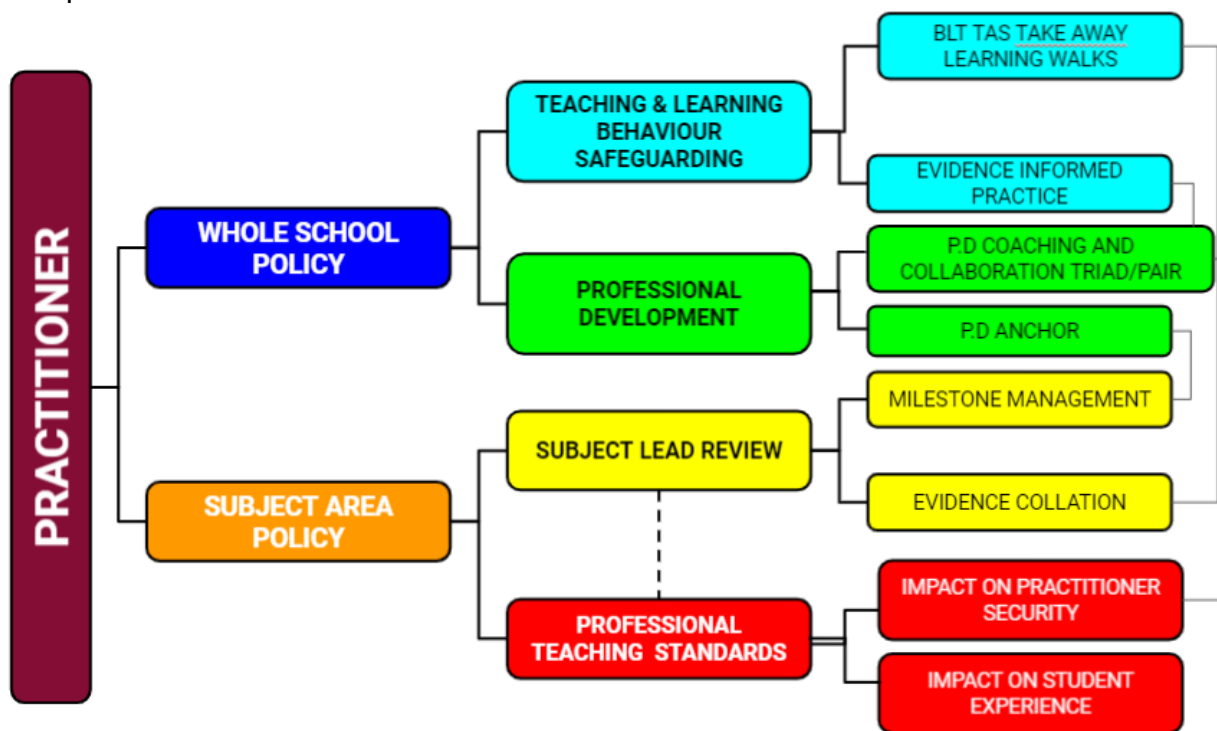 PRACTITIONER
WHOLE SCHOOL
POLICY
SUBJECT AREA
POLICY
TEACHING & LEARNING
BEHAVIOUR
SAFEGUARDING
PROFESSIONAL
DEVELOPMENT
SUBJECT LEAD REVIEW
PROFESSIONAL
TEACHING STANDARDS
BLT TAS TAKE AWAY
LEARNING WALKS
EVIDENCE INFORMED
PRACTICE
P.D COACHING AND
COLLABORATION TRIAD/PAIR
P.D ANCHOR
MILESTONE MANAGEMENT
EVIDENCE COLLATION
IMPACT ON PRACTITIONER
SECURITY
IMPACT ON STUDENT
EXPERIENCE